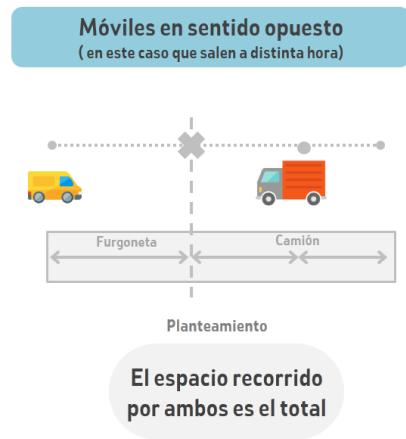 Móviles en sentido opuesto
( en este caso que salen a distinta hora)
Furgoneta
Camión
Planteamiento
El espacio recorrido
por ambos es el total